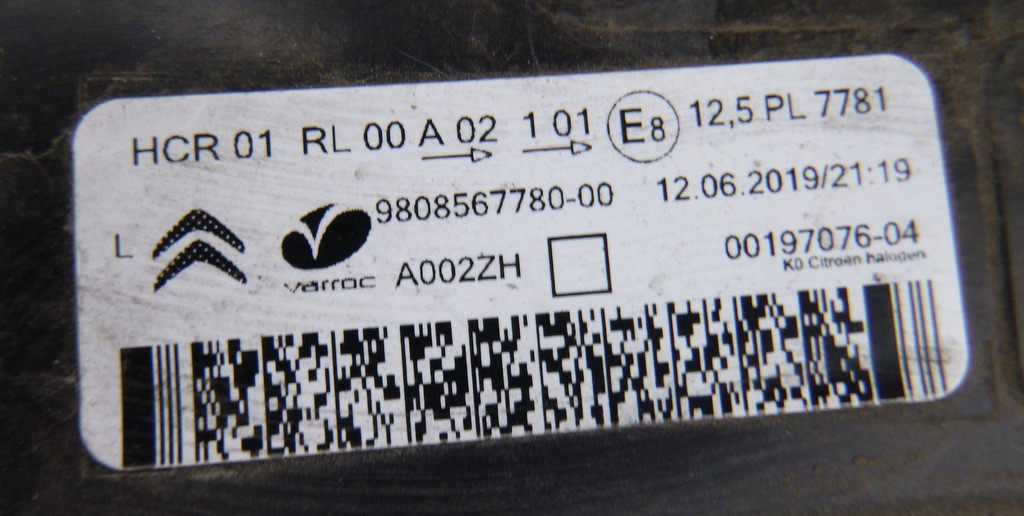 HCR 01 RL 00 A 02 1 01 E8 12,5 PL 7781
9808567780-00 12.06.2019/21:19
L varroc A002ZH 00197076-04
K0 Citroën halogen